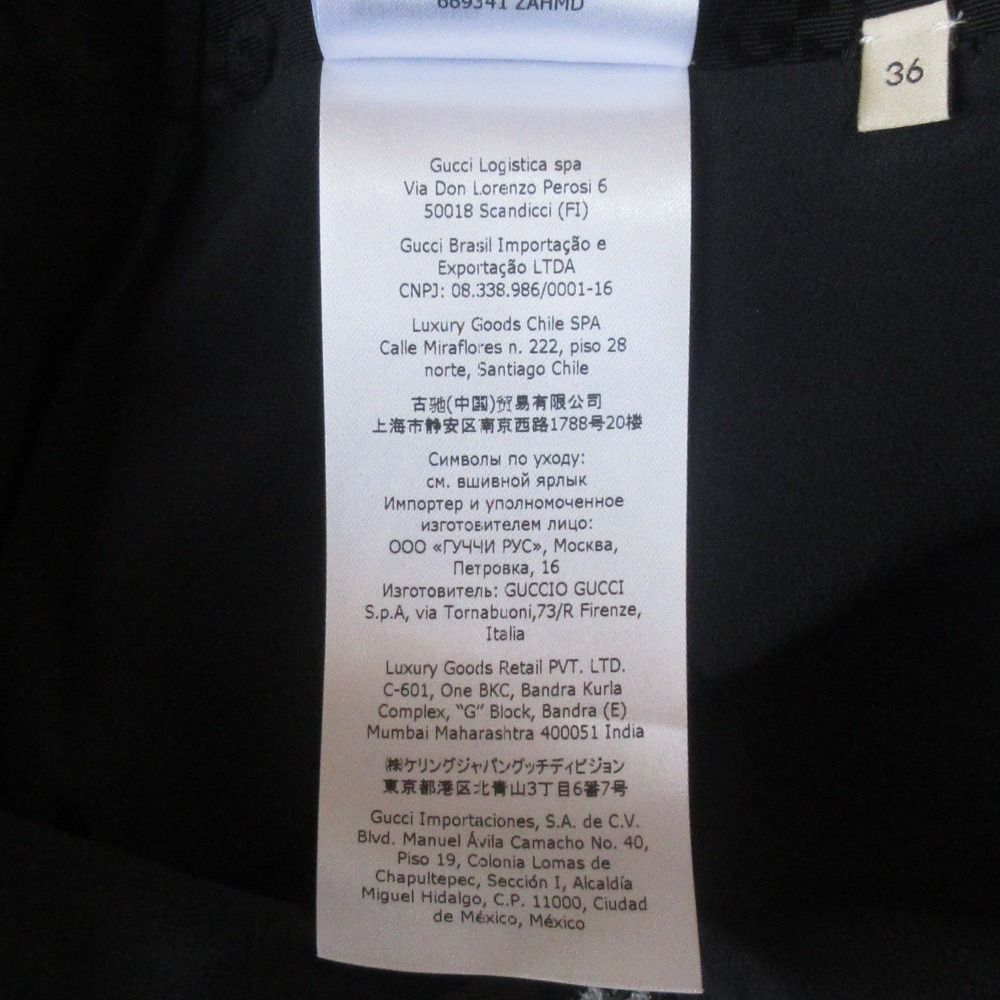 669341 ZAHMD
36
Gucci Logistica spa
Via Don Lorenzo Perosi 6
50018 Scandicci (FI)
Gucci Brasil Importação e
Exportação LTDA
CNPJ: 08.338.986/0001-16
Luxury Goods Chile SPA
Calle Miraflores n. 222, piso 28
norte, Santiago Chile
古驰(中国)贸易有限公司
上海市静安区南京西路1788号20楼
Символы по уходу:
см. вшивной ярлык
Импортер и уполномоченное
изготовителем лицо:
ООО «ГУЧЧИ РУС», Москва,
Петровка, 16
Изготовитель: GUCCIO GUCCI
S.p.A, via Tornabuoni,73/R Firenze,
Italia
Luxury Goods Retail PVT. LTD.
C-601, One BKC, Bandra Kurla
Complex, “G” Block, Bandra (E)
Mumbai Maharashtra 400051 India
㈱ケリングジャパングッチディビジョン
東京都港区北青山3丁目6番7号
Gucci Importaciones, S.A. de C.V.
Blvd. Manuel Ávila Camacho No. 40,
Piso 19, Colonia Lomas de
Chapultepec, Sección I, Alcaldía
Miguel Hidalgo, C.P. 11000, Ciudad
de México, México